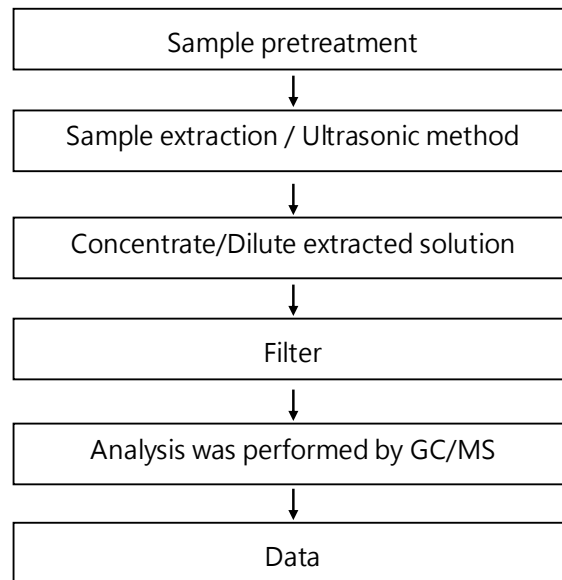 Sample pretreatment
Sample extraction / Ultrasonic method
Concentrate/Dilute extracted solution
Filter
Analysis was performed by GC/MS
Data